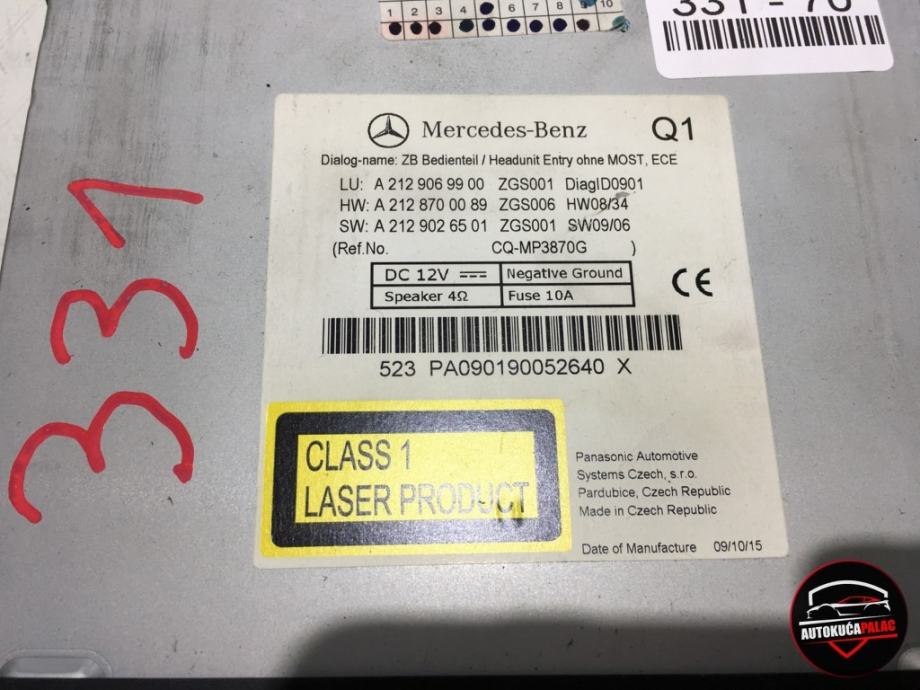 1 2 3 4 5 6 7 8 9 10
331 - 70
Mercedes-Benz Q1
Dialog-name: ZB Bedienteil / Headunit Entry ohne MOST, ECE
LU: A 212 906 99 00 ZGS001 DiagID0901
HW: A 212 870 00 89 ZGS006 HW08/34
SW: A 212 902 65 01 ZGS001 SW09/06
(Ref.No. CQ-MP3870G )
DC 12V Negative Ground
Speaker 4Ω Fuse 10A
CE
523 PA090190052640 X
CLASS 1
LASER PRODUCT
Panasonic Automotive
Systems Czech, s.r.o.
Pardubice, Czech Republic
Made in Czech Republic
Date of Manufacture 09/10/15
331
AUTOKUĆAPALAC